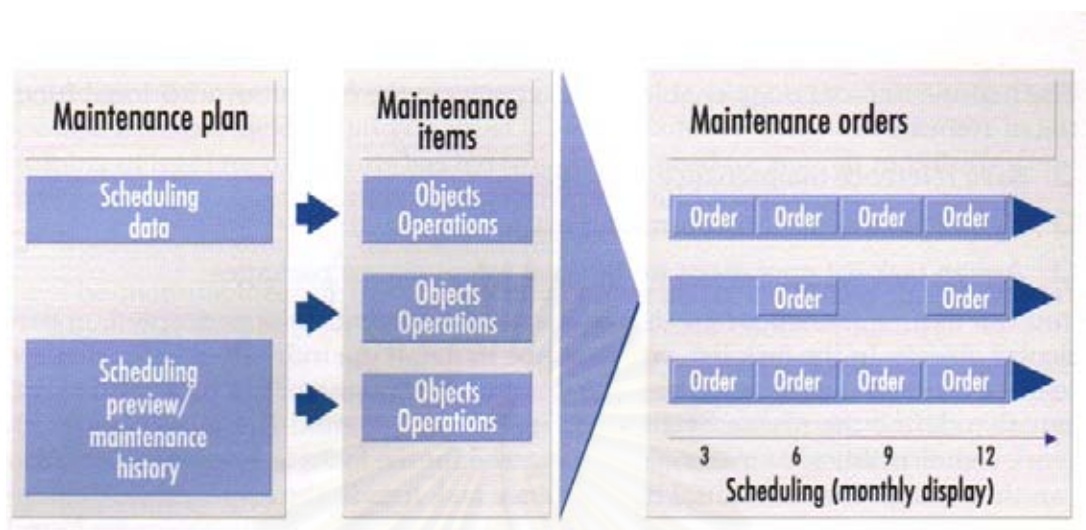 Maintenance plan
Scheduling
data
Scheduling
preview/
maintenance
history
Maintenance
items
Objects
Operations
Objects
Operations
Objects
Operations
Maintenance orders
Order Order Order Order
Order Order
Order Order Order Order
3 6 9 12
Scheduling (monthly display)